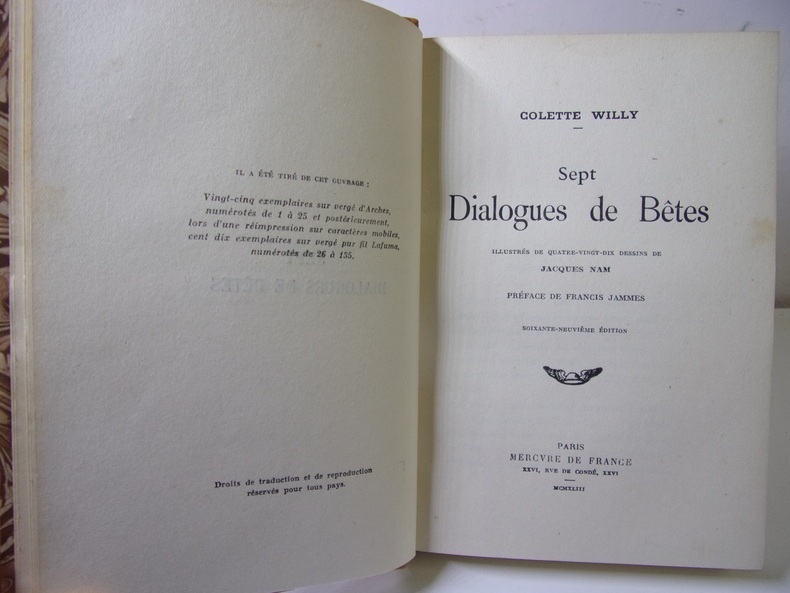 IL A ÉTÉ TIRÉ DE CET OUVRAGE :
Vingt-cinq exemplaires sur vergé d'Arches,
numérotés de 1 à 25 et postérieurement,
lors d'une réimpression sur caractères mobiles,
cent dix exemplaires sur vergé pur fil Lafuma,
numérotés de 26 à 135.
DIALOGUES DE BÊTES
Droits de traduction et de reproduction
réservés pour tous pays.
COLETTE WILLY
Sept
Dialogues de Bêtes
ILLUSTRÉS DE QUATRE-VINGT-DIX DESSINS DE
JACQUES NAM
PRÉFACE DE FRANCIS JAMMES
SOIXANTE-NEUVIÈME ÉDITION
PARIS
MERCVRE DE FRANCE
XXVI, RVE DE CONDÉ, XXVI
MCMXLIII